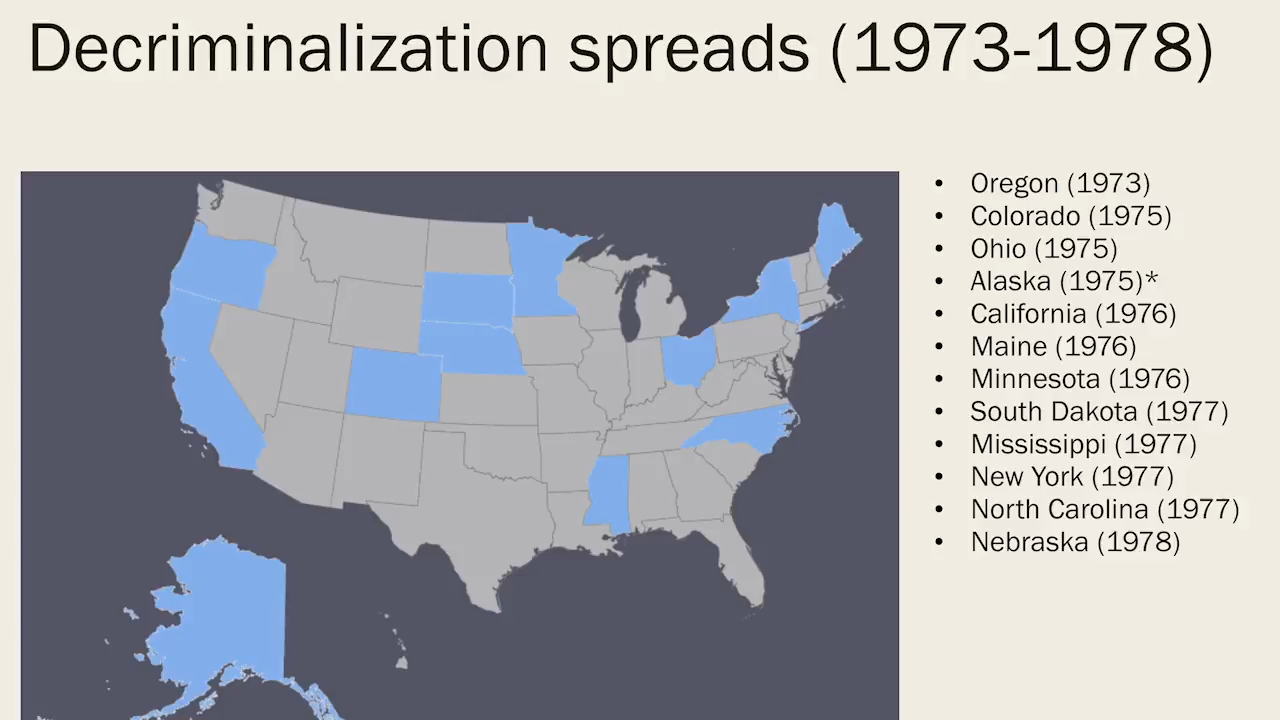 Decriminalization spreads (1973-1978)
• Oregon (1973)
• Colorado (1975)
• Ohio (1975)
• Alaska (1975)*
• California (1976)
• Maine (1976)
• Minnesota (1976)
• South Dakota (1977)
• Mississippi (1977)
• New York (1977)
• North Carolina (1977)
• Nebraska (1978)